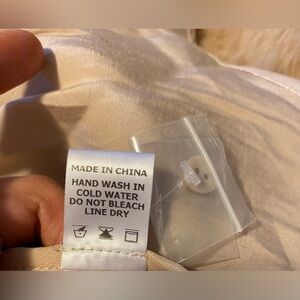 MADE IN CHINA
HAND WASH IN
COLD WATER
DO NOT BLEACH
LINE DRY